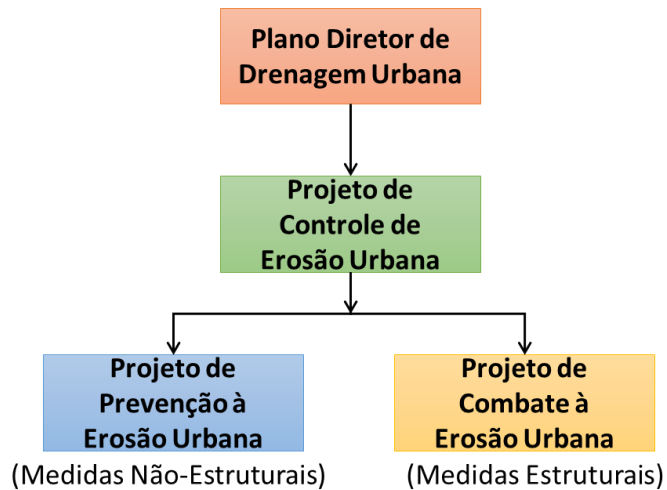 Plano Diretor de
Drenagem Urbana
Projeto de
Controle de
Erosão Urbana
Projeto de
Prevenção à
Erosão Urbana
(Medidas Não-Estruturais)
Projeto de
Combate à
Erosão Urbana
(Medidas Estruturais)